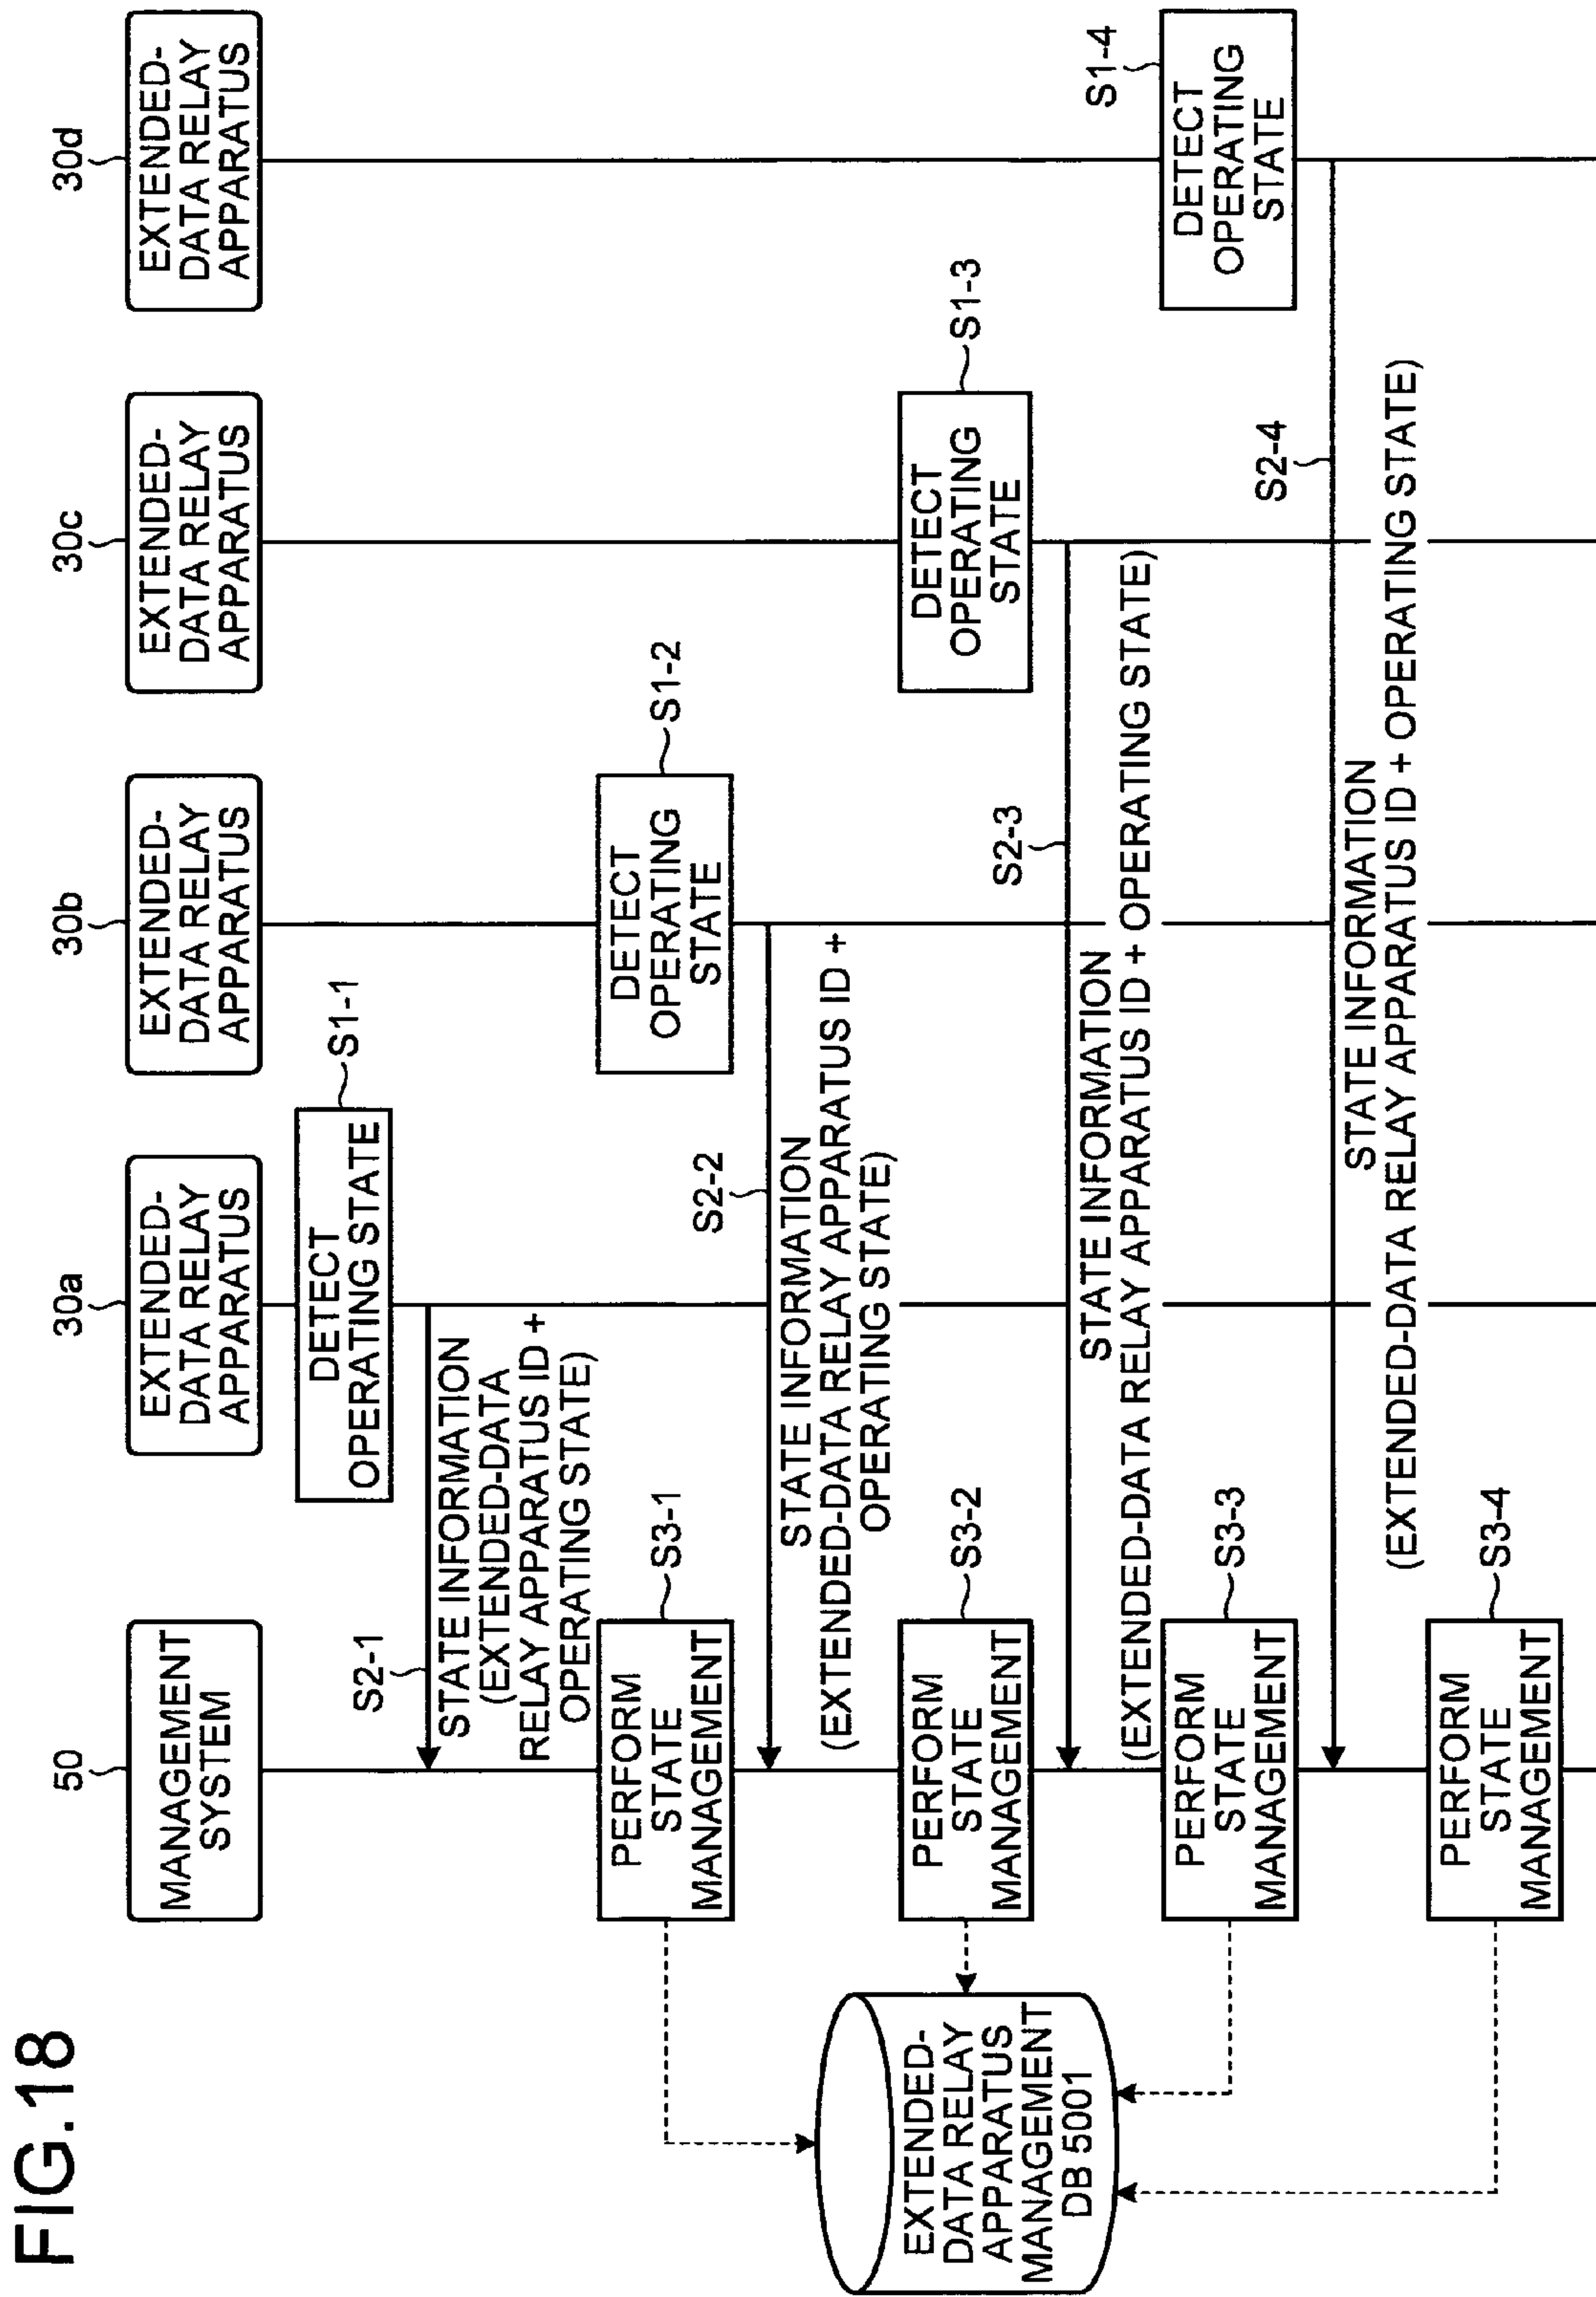 FIG.18
50
MANAGEMENT
SYSTEM
30a
EXTENDED-
DATA RELAY
APPARATUS
30b
EXTENDED-
DATA RELAY
APPARATUS
30c
EXTENDED-
DATA RELAY
APPARATUS
30d
EXTENDED-
DATA RELAY
APPARATUS
S1-1
DETECT
OPERATING STATE
S2-1
STATE INFORMATION
(EXTENDED-DATA
RELAY APPARATUS ID +
OPERATING STATE)
S3-1
PERFORM
STATE
MANAGEMENT
S1-2
DETECT
OPERATING
STATE
S2-2
STATE INFORMATION
(EXTENDED-DATA RELAY APPARATUS ID +
OPERATING STATE)
S3-2
PERFORM
STATE
MANAGEMENT
S1-3
DETECT
OPERATING
STATE
S2-3
STATE INFORMATION
(EXTENDED-DATA RELAY APPARATUS ID + OPERATING STATE)
S3-3
PERFORM
STATE
MANAGEMENT
S1-4
DETECT
OPERATING
STATE
S2-4
STATE INFORMATION
(EXTENDED-DATA RELAY APPARATUS ID + OPERATING STATE)
S3-4
PERFORM
STATE
MANAGEMENT
EXTENDED-
DATA RELAY
APPARATUS
MANAGEMENT
DB 5001